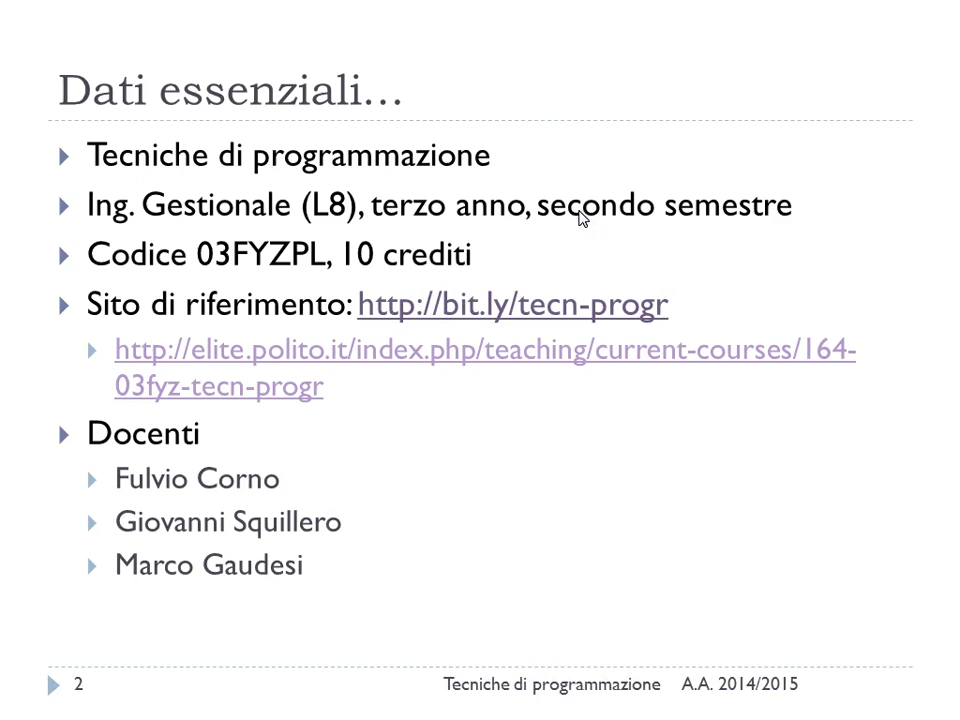 Dati essenziali…
Tecniche di programmazione
Ing. Gestionale (L8), terzo anno, secondo semestre
Codice 03FYZPL, 10 crediti
Sito di riferimento: http://bit.ly/tecn-progr
http://elite.polito.it/index.php/teaching/current-courses/164-
03fyz-tecn-progr
Docenti
Fulvio Corno
Giovanni Squillero
Marco Gaudesi
2 Tecniche di programmazione A.A. 2014/2015